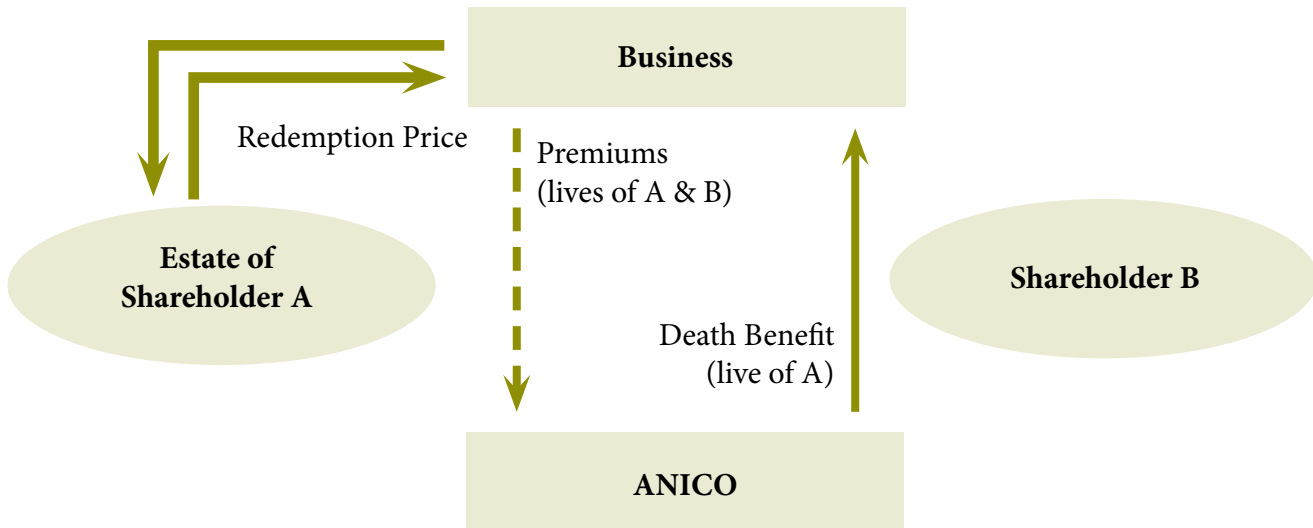 Business
Redemption Price
Premiums
(lives of A & B)
Estate of
Shareholder A
Shareholder B
Death Benefit
(live of A)
ANICO